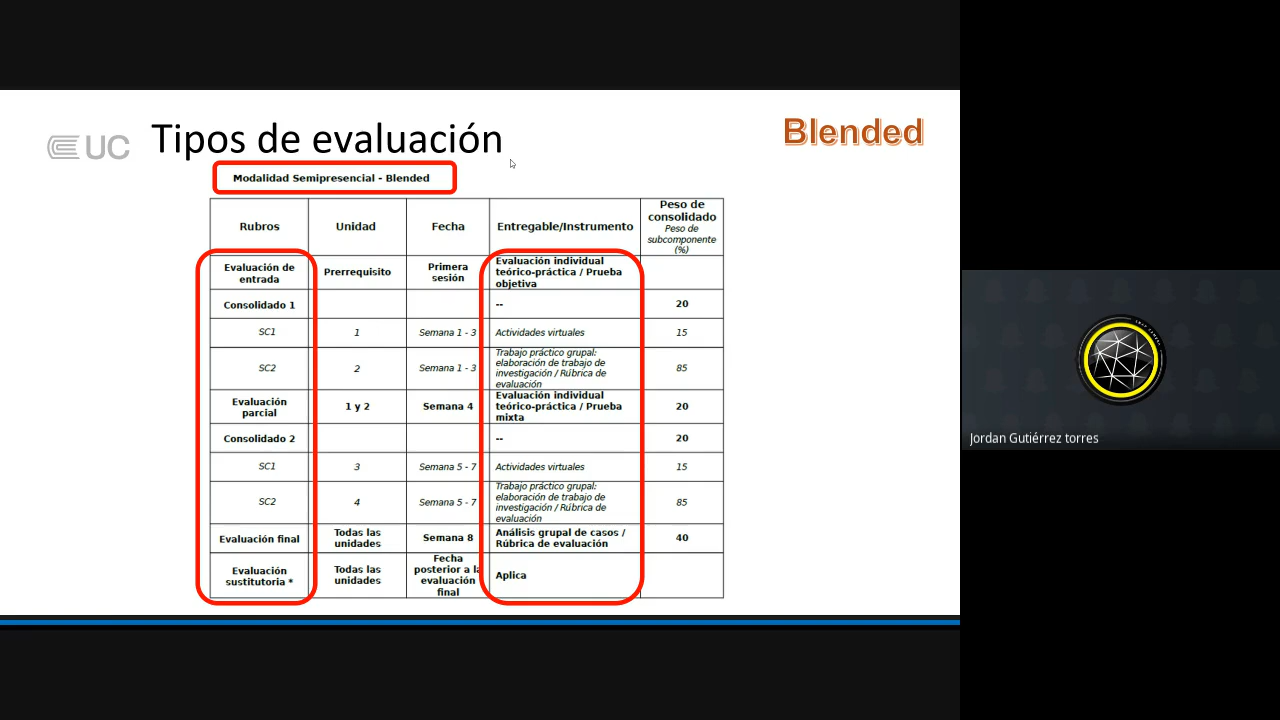 UC
Tipos de evaluación
Blended
Modalidad Semipresencial - Blended
Rubros
Unidad
Fecha
Entregable/Instrumento
Peso de
consolidado
Peso de
subcomponente
(%)
Evaluación de
entrada
Prerrequisito
Primera
sesión
Evaluación individual
teórico-práctica / Prueba
objetiva
Consolidado 1
--
20
SC1
1
Semana 1 - 3
Actividades virtuales
15
SC2
2
Semana 1 - 3
Trabajo práctico grupal:
elaboración de trabajo de
investigación / Rúbrica de
evaluación
85
Evaluación
parcial
1 y 2
Semana 4
Evaluación individual
teórico-práctica / Prueba
mixta
20
Consolidado 2
--
20
SC1
3
Semana 5 - 7
Actividades virtuales
15
SC2
4
Semana 5 - 7
Trabajo práctico grupal:
elaboración de trabajo de
investigación / Rúbrica de
evaluación
85
Evaluación final
Todas las
unidades
Semana 8
Análisis grupal de casos /
Rúbrica de evaluación
40
Evaluación
sustitutoria *
Todas las
unidades
Fecha
posterior a la
evaluación
final
Aplica
Jordan Gutiérrez torres